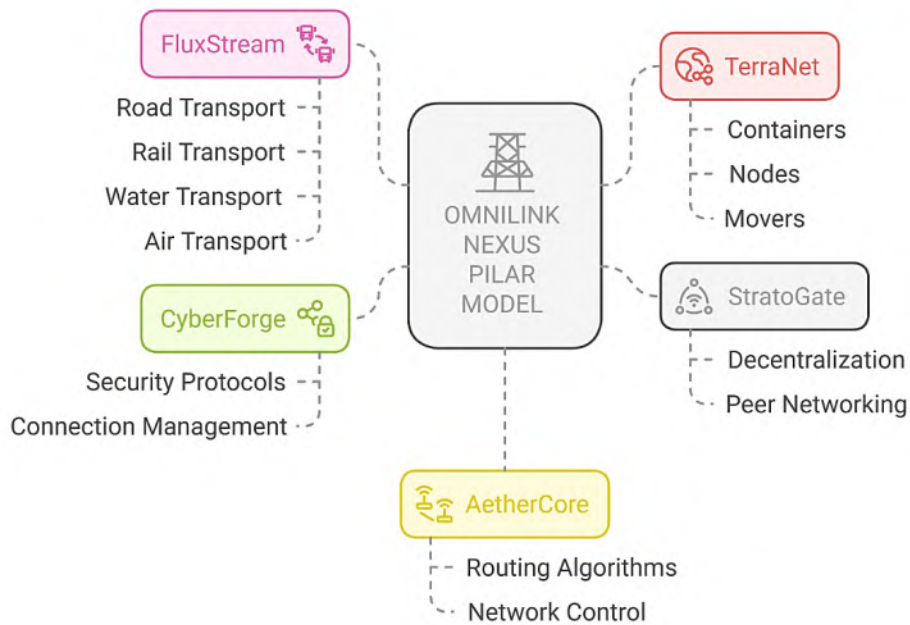 FluxStream
Road Transport
Rail Transport
Water Transport
Air Transport
CyberForge
Security Protocols
Connection Management
OMNILINK
NEXUS
PILAR
MODEL
TerraNet
Containers
Nodes
Movers
StratoGate
Decentralization
Peer Networking
AetherCore
Routing Algorithms
Network Control